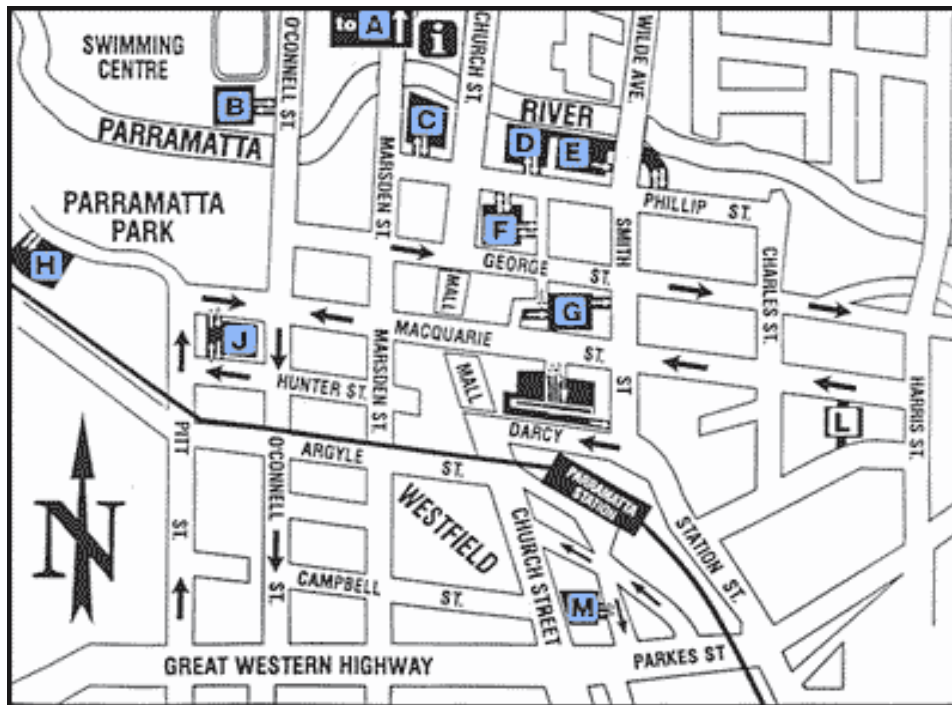 to A
i
SWIMMING
CENTRE
O'CONNELL ST.
CHURCH ST.
WILDE AVE.
B
C
RIVER
D
E
PARRAMATTA
MARSDEN ST.
PARRAMATTA
PARK
PHILLIP ST.
F
SMITH
ST
H
GEORGE ST.
CHARLES ST.
MALL
G
J
MACQUARIE ST.
MARSDEN ST.
HUNTER ST.
MALL
HARRIS ST.
L
DARCY
PITT ST.
O'CONNELL ST.
ARGYLE ST.
PARRAMATTA
STATION
WESTFIELD
CHURCH STREET
STATION ST.
N
CAMPBELL ST.
M
GREAT WESTERN HIGHWAY
PARKES ST